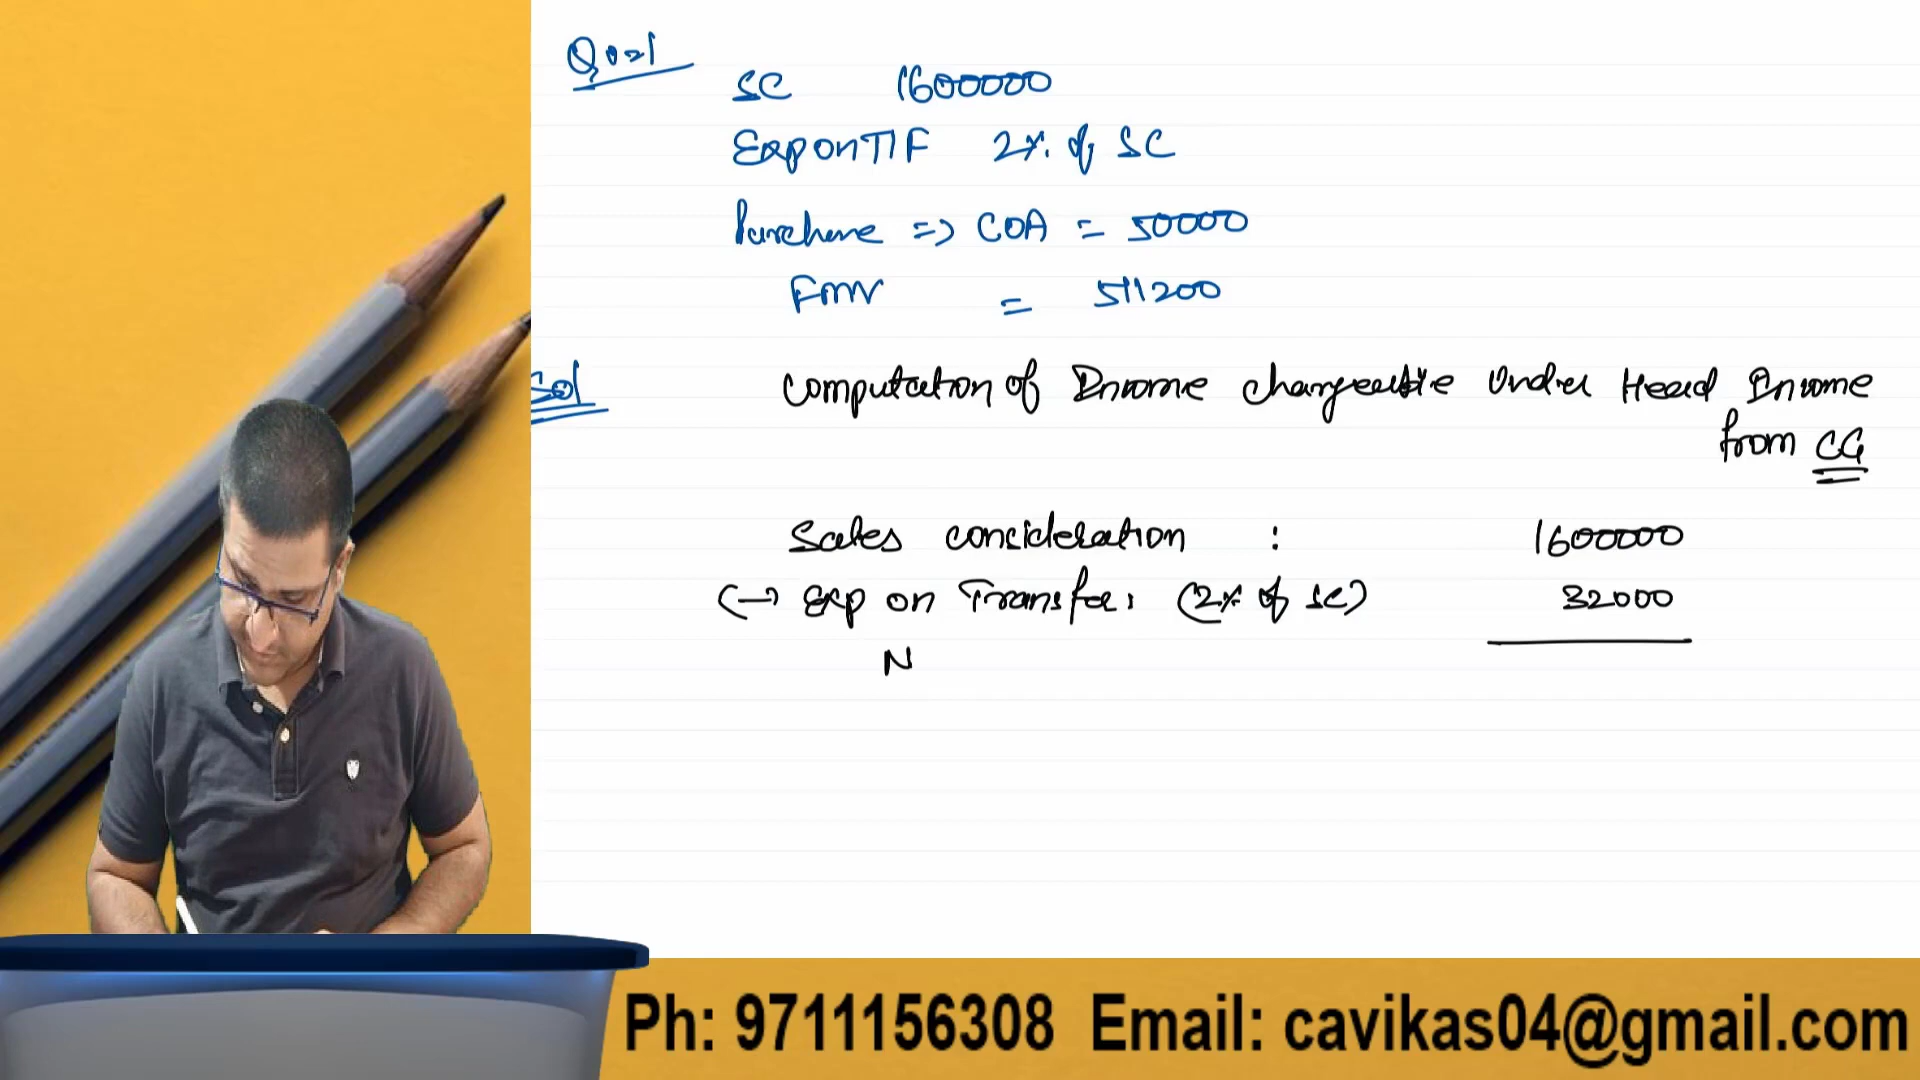 Q.no=1
SC 1600000
Exp on T/F 2% of SC
Purchase => COA = 50000
FMV = 511200
Sol
Computation of Income chargeable Under Head Income
from CG
Sales consideration : 1600000
(-) Exp on Transfer: (2% of SC) 32000
N
Ph: 9711156308 Email: cavikas04@gmail.com